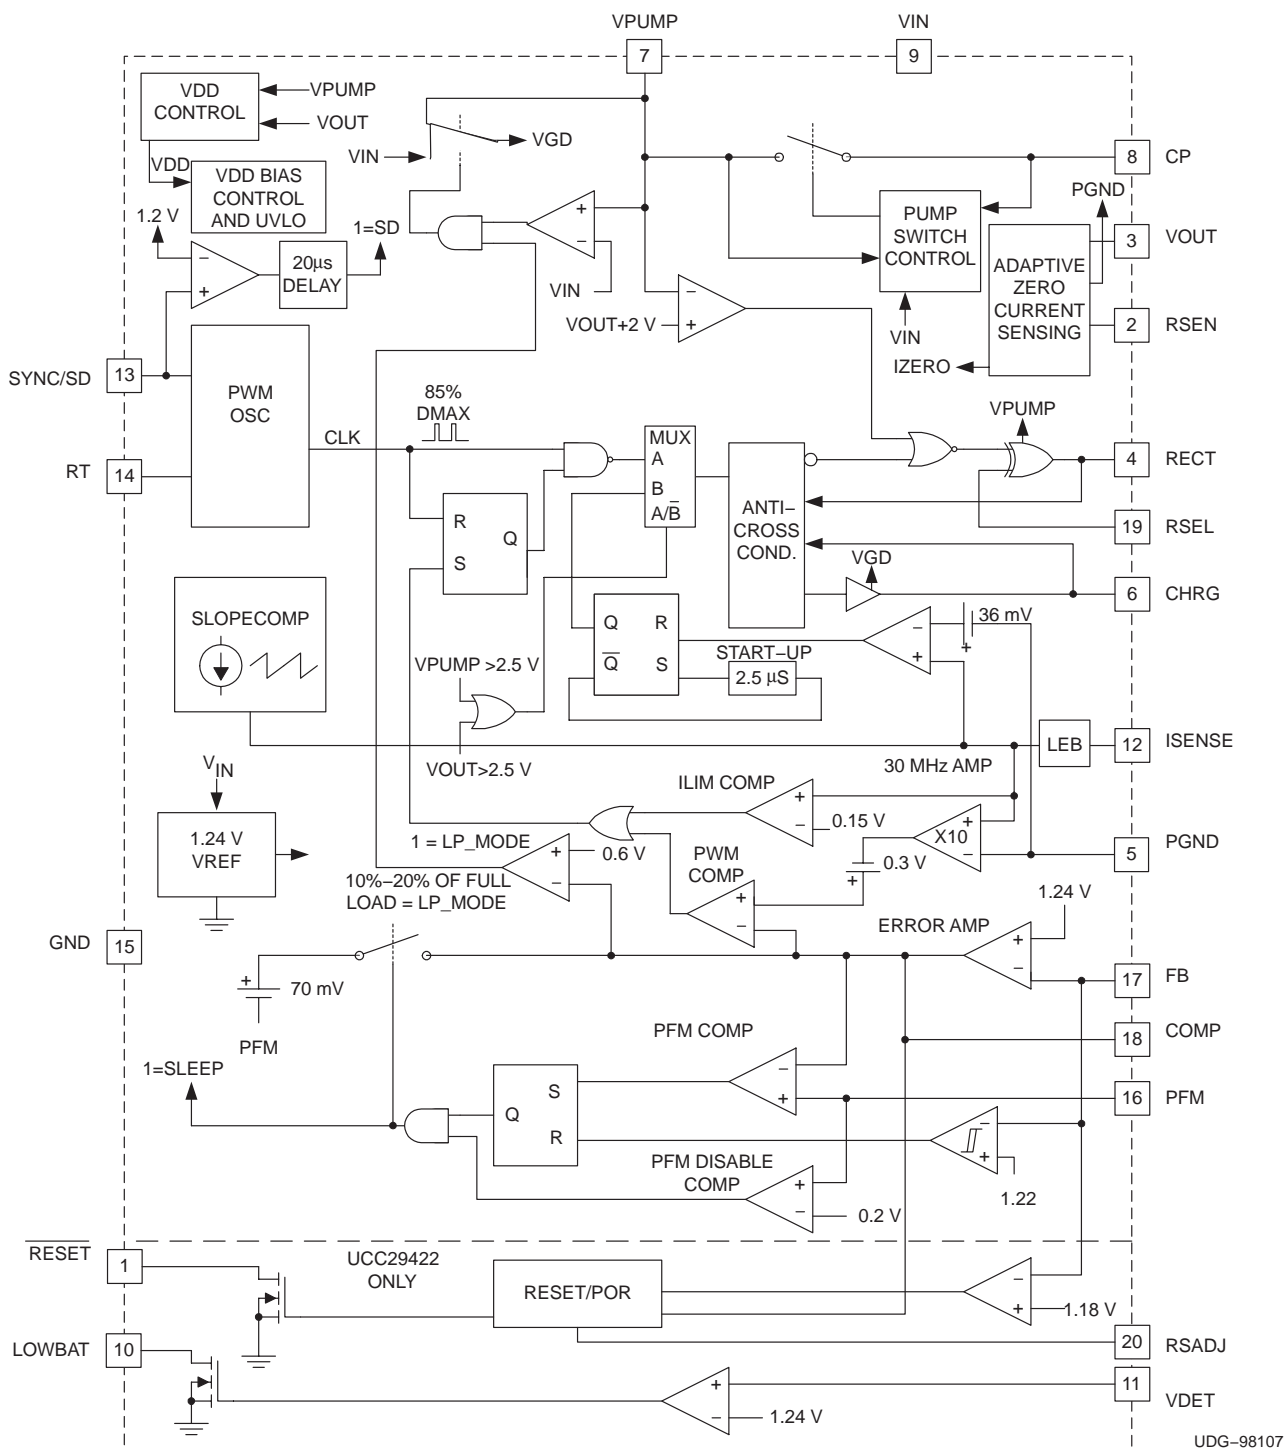 VPUMP
VIN
7
9
VDD
CONTROL
VPUMP
VOUT
VIN
VGD
8
CP
VDD
VDD BIAS
CONTROL
AND UVLO
PUMP
SWITCH
CONTROL
PGND
1.2 V
1=SD
+
−
3
VOUT
−
+
20µs
DELAY
ADAPTIVE
ZERO
CURRENT
SENSING
VIN
−
VOUT+2 V
+
VIN
2
RSEN
IZERO
SYNC/SD
13
PWM
OSC
85%
DMAX
VPUMP
CLK
MUX
A
B
A/B
RT
14
4
RECT
R
Q
S
ANTI−
CROSS
COND.
19
RSEL
VGD
SLOPECOMP
6
CHRG
Q
R
Q
S
−
+
36 mV
+
START−UP
2.5 µS
VPUMP >2.5 V
VOUT>2.5 V
LEB
12
ISENSE
VIN
30 MHz AMP
ILIM COMP
+
−
0.15 V
1.24 V
VREF
1 = LP_MODE
+
−
0.6 V
PWM
COMP
X10
+
−
5
PGND
0.3 V
+
10%−20% OF FULL
LOAD = LP_MODE
+
−
1.24 V
ERROR AMP
+
−
GND
15
17
FB
+
70 mV
PFM
PFM COMP
18
COMP
1=SLEEP
−
+
S
Q
R
16
PFM
−
+
1.22
PFM DISABLE
COMP
+
−
0.2 V
RESET
1
UCC29422
ONLY
RESET/POR
−
+
1.18 V
LOWBAT
10
20
RSADJ
11
VDET
+
−
1.24 V
UDG−98107